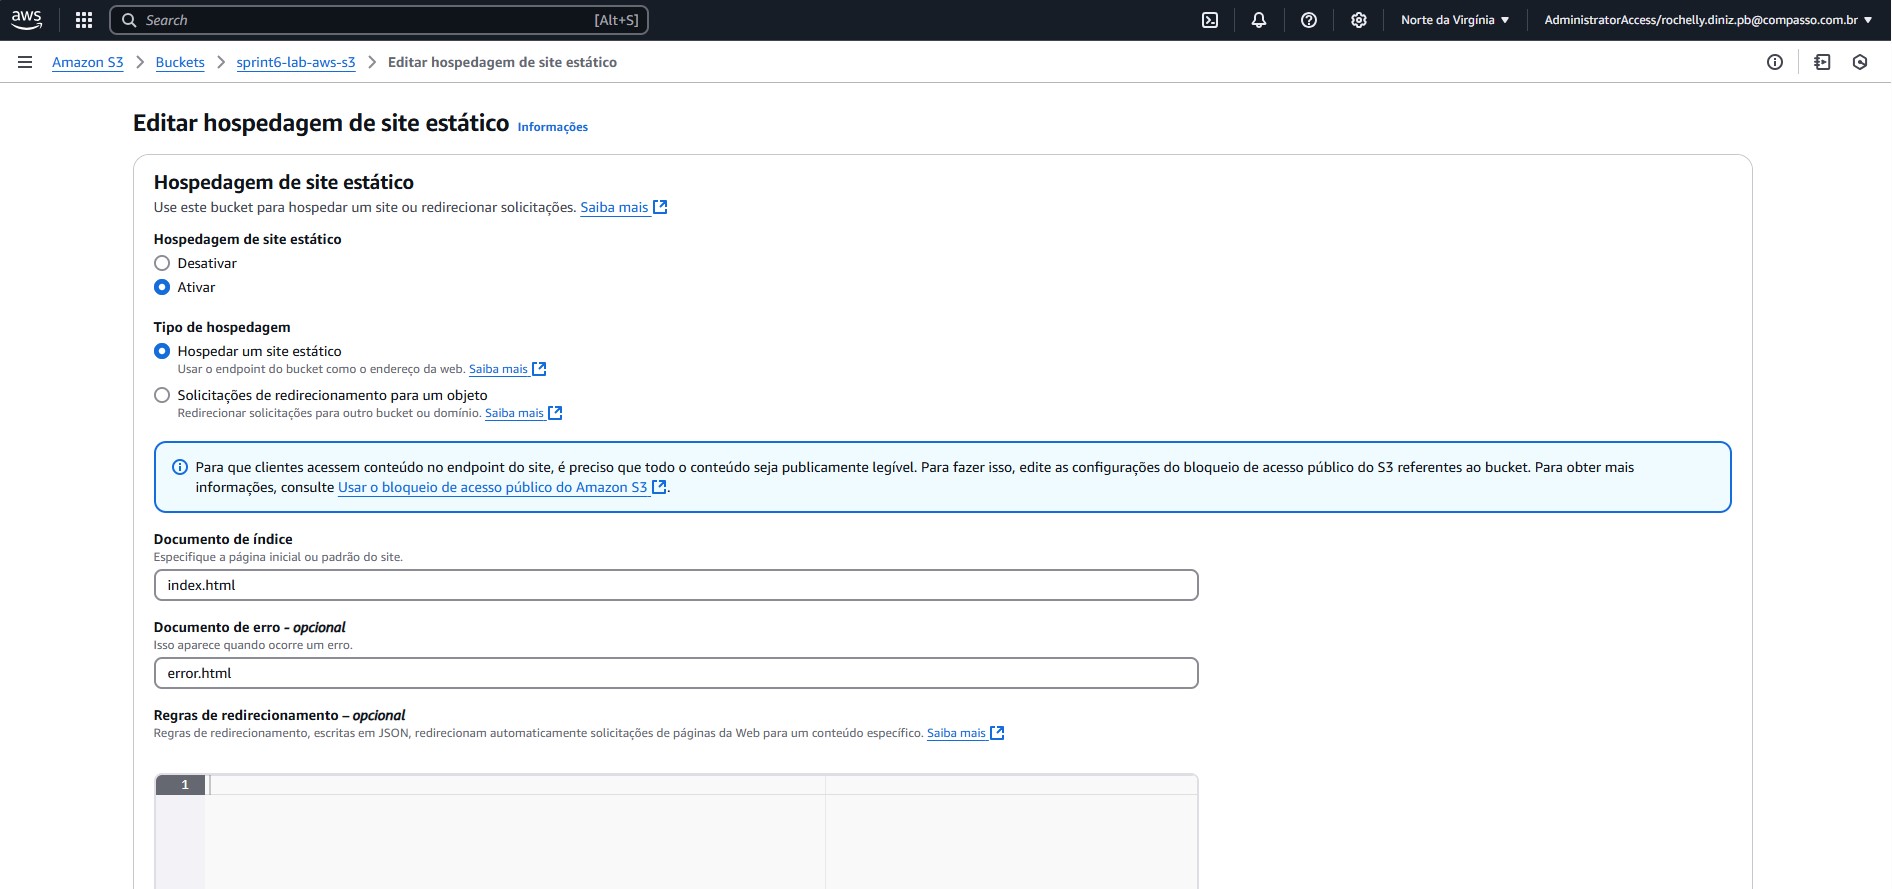 aws Search [Alt+S] Norte da Virgínia AdministratorAccess/rochelly.diniz.pb@compasso.com.br
Amazon S3 Buckets sprint6-lab-aws-s3 Editar hospedagem de site estático
Editar hospedagem de site estático Informações
Hospedagem de site estático
Use este bucket para hospedar um site ou redirecionar solicitações. Saiba mais
Hospedagem de site estático
Desativar
Ativar
Tipo de hospedagem
Hospedar um site estático
Usar o endpoint do bucket como o endereço da web. Saiba mais
Solicitações de redirecionamento para um objeto
Redirecionar solicitações para outro bucket ou domínio. Saiba mais
Para que clientes acessem conteúdo no endpoint do site, é preciso que todo o conteúdo seja publicamente legível. Para fazer isso, edite as configurações do bloqueio de acesso público do S3 referentes ao bucket. Para obter mais
informações, consulte Usar o bloqueio de acesso público do Amazon S3.
Documento de índice
Especifique a página inicial ou padrão do site.
index.html
Documento de erro - opcional
Isso aparece quando ocorre um erro.
error.html
Regras de redirecionamento – opcional
Regras de redirecionamento, escritas em JSON, redirecionam automaticamente solicitações de páginas da Web para um conteúdo específico. Saiba mais
1